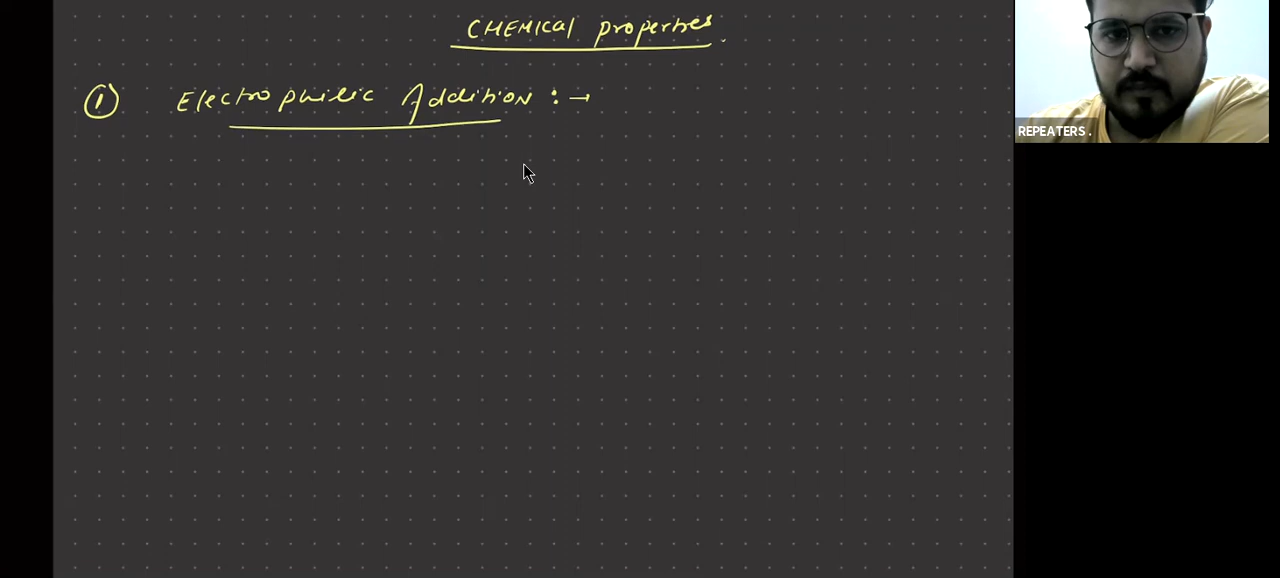 CHEMICAL properties.
① Electrophilic Addition : →
REPEATERS .